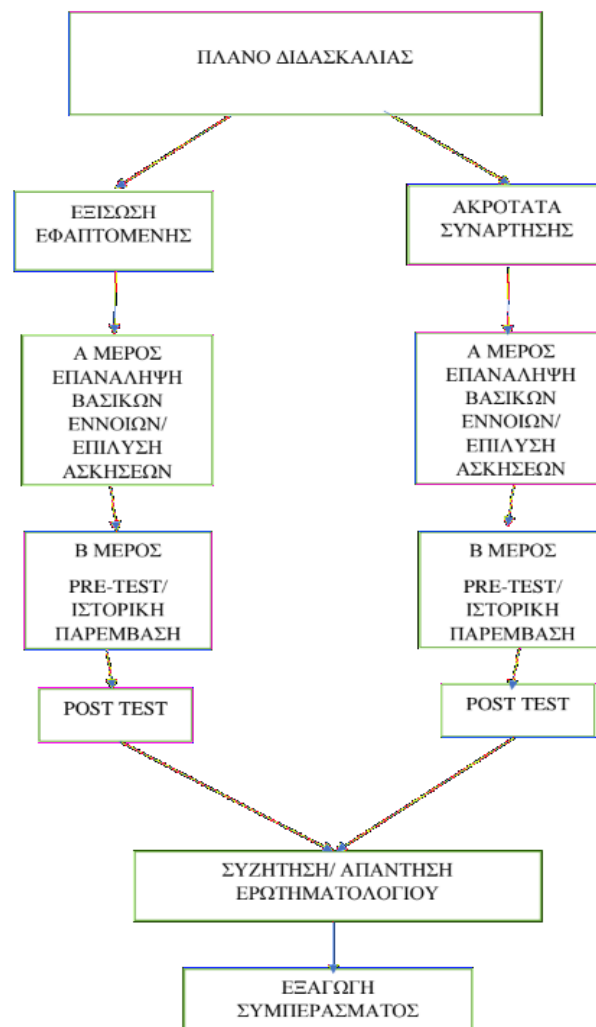 ΠΛΑΝΟ ΔΙΔΑΣΚΑΛΙΑΣ
ΕΞΙΣΩΣΗ
ΕΦΑΠΤΟΜΕΝΗΣ
Α ΜΕΡΟΣ
ΕΠΑΝΑΛΗΨΗ
ΒΑΣΙΚΩΝ
ΕΝΝΟΙΩΝ/
ΕΠΙΛΥΣΗ
ΑΣΚΗΣΕΩΝ
Β ΜΕΡΟΣ
PRE-TEST/
ΙΣΤΟΡΙΚΗ
ΠΑΡΕΜΒΑΣΗ
POST TEST
ΑΚΡΟΤΑΤΑ
ΣΥΝΑΡΤΗΣΗΣ
Α ΜΕΡΟΣ
ΕΠΑΝΑΛΗΨΗ
ΒΑΣΙΚΩΝ
ΕΝΝΟΙΩΝ/
ΕΠΙΛΥΣΗ
ΑΣΚΗΣΕΩΝ
Β ΜΕΡΟΣ
PRE-TEST/
ΙΣΤΟΡΙΚΗ
ΠΑΡΕΜΒΑΣΗ
POST TEST
ΣΥΖΗΤΗΣΗ/ ΑΠΑΝΤΗΣΗ
ΕΡΩΤΗΜΑΤΟΛΟΓΙΟΥ
ΕΞΑΓΩΓΗ
ΣΥΜΠΕΡΑΣΜΑΤΟΣ